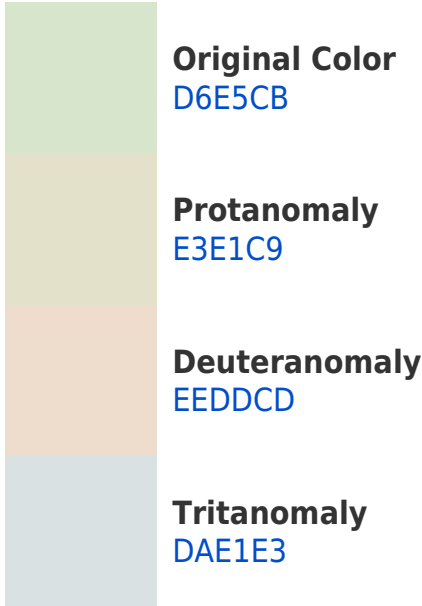 Original Color
D6E5CB
Protanomaly
E3E1C9
Deuteranomaly
EEDDCD
Tritanomaly
DAE1E3